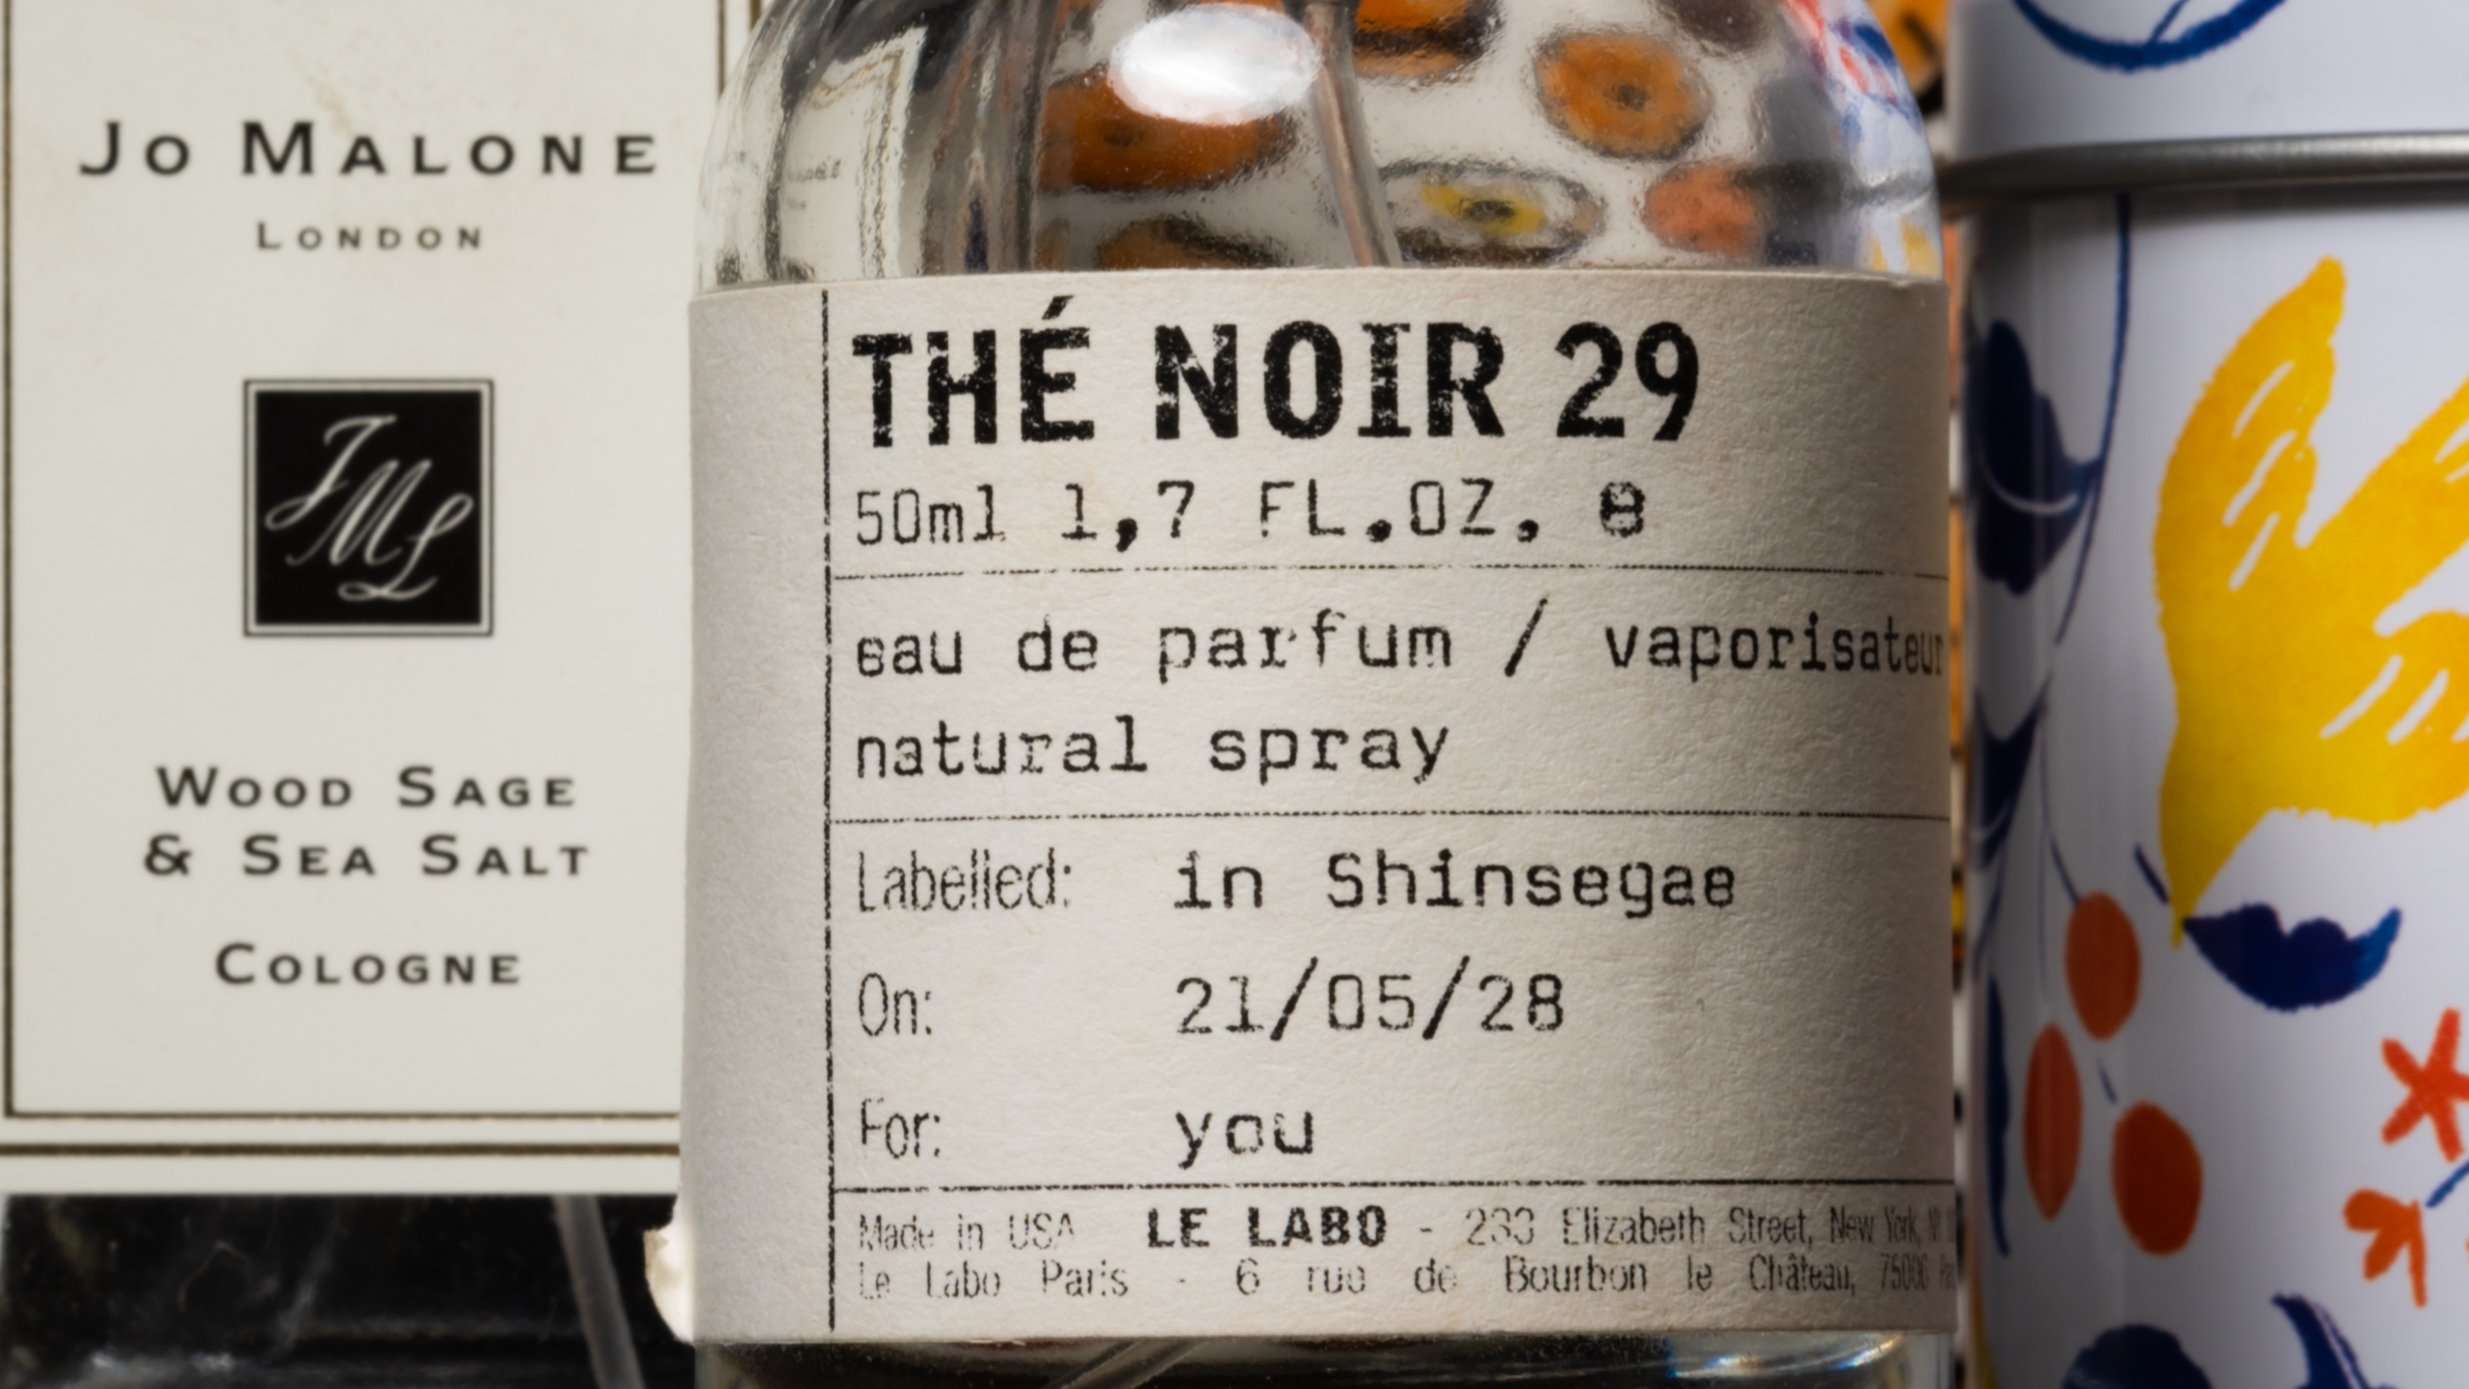 JO MALONE
LONDON
JML
WOOD SAGE
& SEA SALT
COLOGNE
THÉ NOIR 29
50ml 1,7 FL.OZ. e
eau de parfum / vaporisateur
natural spray
Labelled: in Shinsegae
On: 21/05/28
For: you
Made in USA LE LABO - 233 Elizabeth Street, New York,
Le Labo Paris - 6 rue de Bourbon le Château, 75006